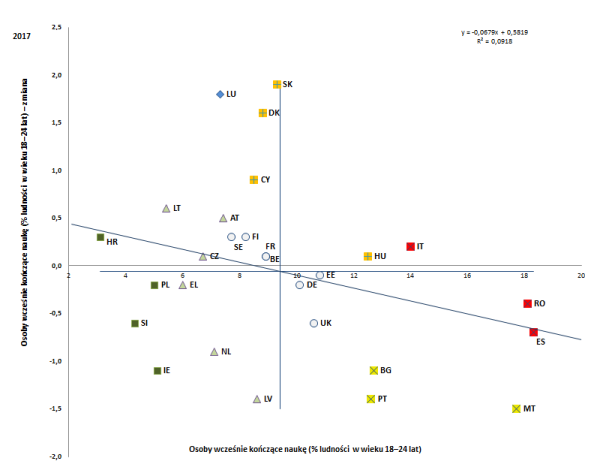 2017
y = -0,0679x + 0,5819
R² = 0,0918
Osoby wcześnie kończące naukę (% ludności w wieku 18–24 lat) – zmiana
2,5
2,0
1,5
1,0
0,5
0,0
-0,5
-1,0
-1,5
-2,0
2 4 6 8 10 12 14 16 18 20
SK
LU
DK
CY
LT
AT
HR
SE
FI
FR
BE
CZ
HU
IT
PL
EL
EE
DE
SI
UK
RO
ES
NL
IE
BG
LV
PT
MT
Osoby wcześnie kończące naukę (% ludności w wieku 18–24 lat)